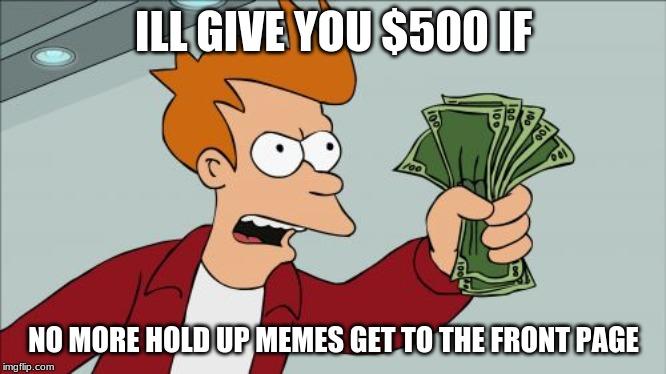 ILL GIVE YOU $500 IF
NO MORE HOLD UP MEMES GET TO THE FRONT PAGE
imgflip.com